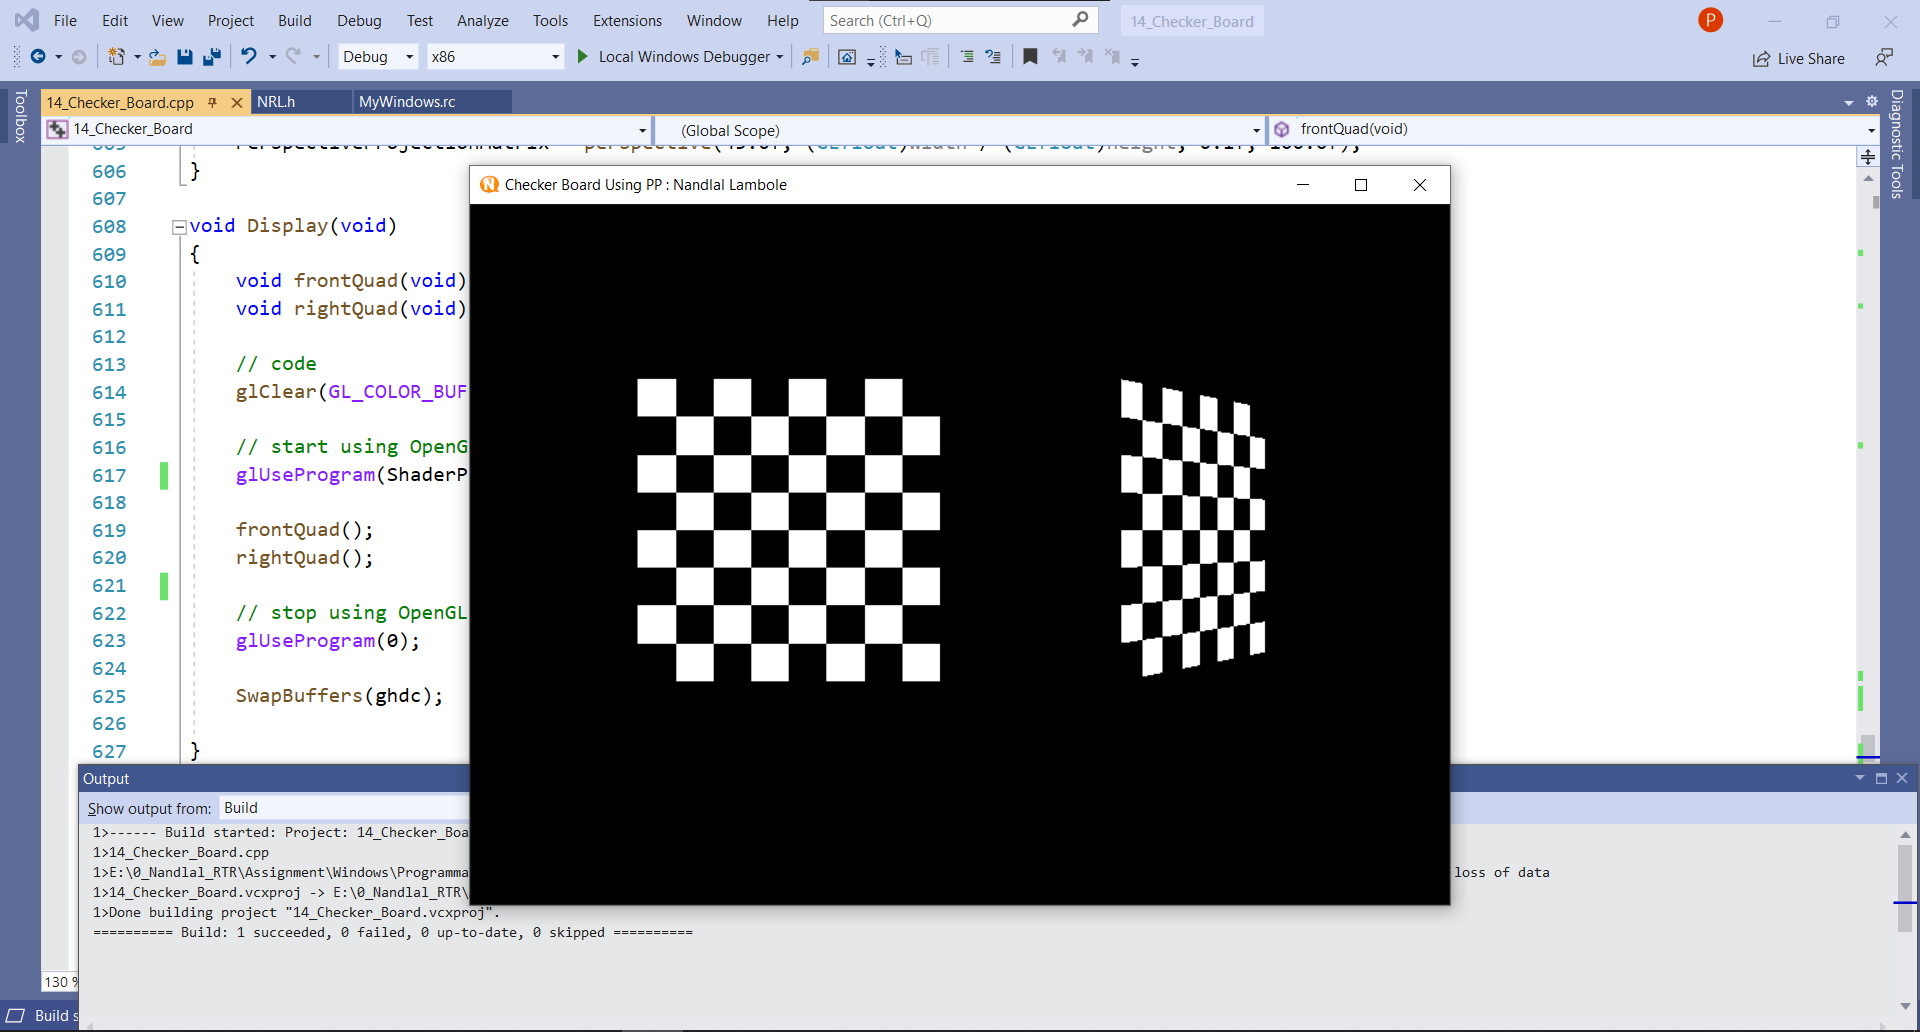 File Edit View Project Build Debug Test Analyze Tools Extensions Window Help Search (Ctrl+Q) 14_Checker_Board P
Debug x86 Local Windows Debugger Live Share
Toolbox
14_Checker_Board.cpp NRL.h MyWindows.rc
14_Checker_Board (Global Scope) frontQuad(void)
Diagnostic Tools
606 }
607
608 void Display(void)
609 {
610 void frontQuad(void)
611 void rightQuad(void)
612
613 // code
614 glClear(GL_COLOR_BUF
615
616 // start using OpenG
617 glUseProgram(ShaderP
618
619 frontQuad();
620 rightQuad();
621
622 // stop using OpenGL
623 glUseProgram(0);
624
625 SwapBuffers(ghdc);
626
627 }
Checker Board Using PP : Nandlal Lambole
Output
Show output from: Build
1>------ Build started: Project: 14_Checker_Boa
1>14_Checker_Board.cpp
1>E:\0_Nandlal_RTR\Assignment\Windows\Programma loss of data
1>14_Checker_Board.vcxproj -> E:\0_Nandlal_RTR\
1>Done building project "14_Checker_Board.vcxproj".
========== Build: 1 succeeded, 0 failed, 0 up-to-date, 0 skipped ==========
130 %
Build s